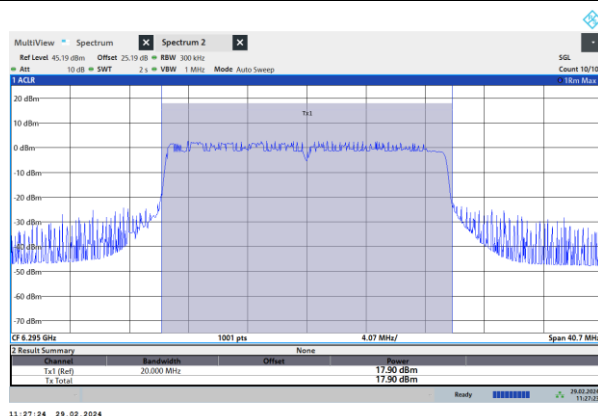 MultiView Spectrum X Spectrum 2 X
Ref Level 45.19 dBm Offset 25.19 dB RBW 300 kHz SGL
Att 10 dB SWT 2 s VBW 1 MHz Mode Auto Sweep Count 10/10
1 ACLR 1Rm Max
Tx1
20 dBm
10 dBm
0 dBm
-10 dBm
-20 dBm
-30 dBm
-40 dBm
-50 dBm
-60 dBm
-70 dBm
CF 6.295 GHz 1001 pts 4.07 MHz/ Span 40.7 MHz
2 Result Summary None
Channel Bandwidth Offset Power
Tx1 (Ref) 20.000 MHz 17.90 dBm
Tx Total 17.90 dBm
Ready 29.02.2024
11:27:23
11:27:24 29.02.2024